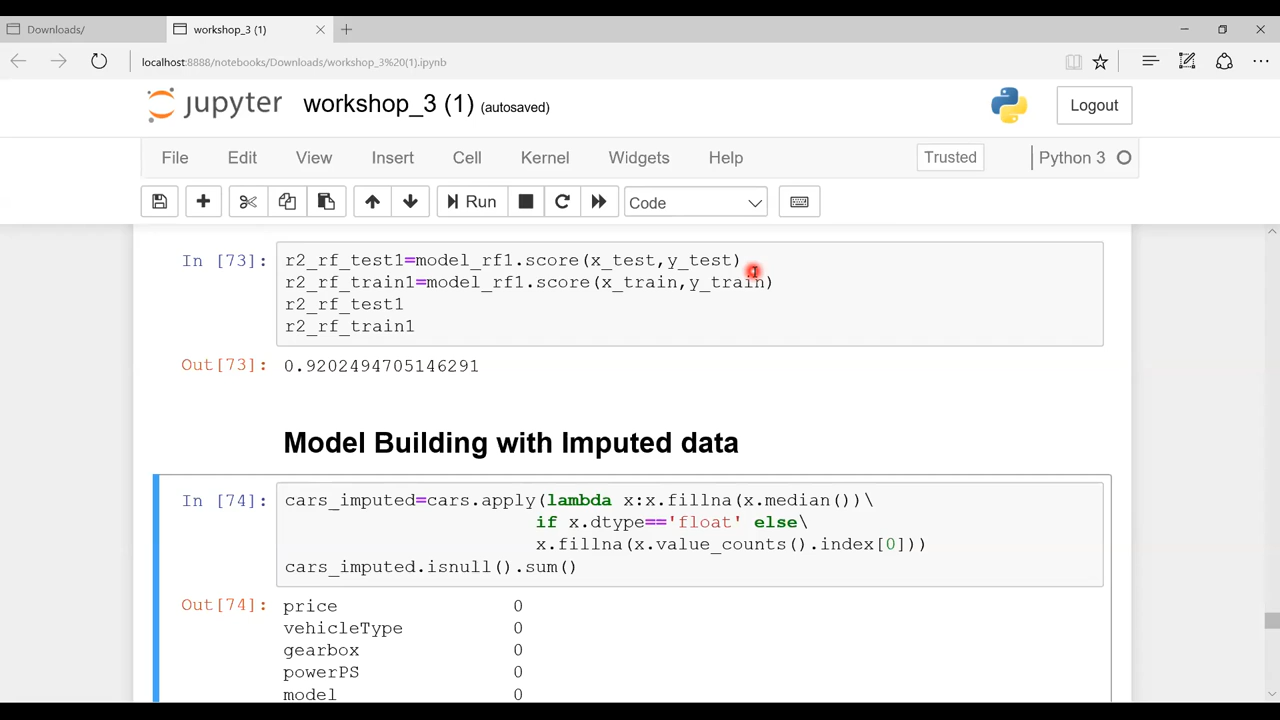 Downloads/
workshop_3 (1)
localhost:8888/notebooks/Downloads/workshop_3%20(1).ipynb
jupyter workshop_3 (1) (autosaved)
Logout
File Edit View Insert Cell Kernel Widgets Help
Trusted
Python 3
Run
Code
In [73]: r2_rf_test1=model_rf1.score(x_test,y_test)
r2_rf_train1=model_rf1.score(x_train,y_train)
r2_rf_test1
r2_rf_train1
Out[73]: 0.9202494705146291
Model Building with Imputed data
In [74]: cars_imputed=cars.apply(lambda x:x.fillna(x.median())\
if x.dtype=='float' else\
x.fillna(x.value_counts().index[0]))
cars_imputed.isnull().sum()
Out[74]: price 0
vehicleType 0
gearbox 0
powerPS 0
model 0